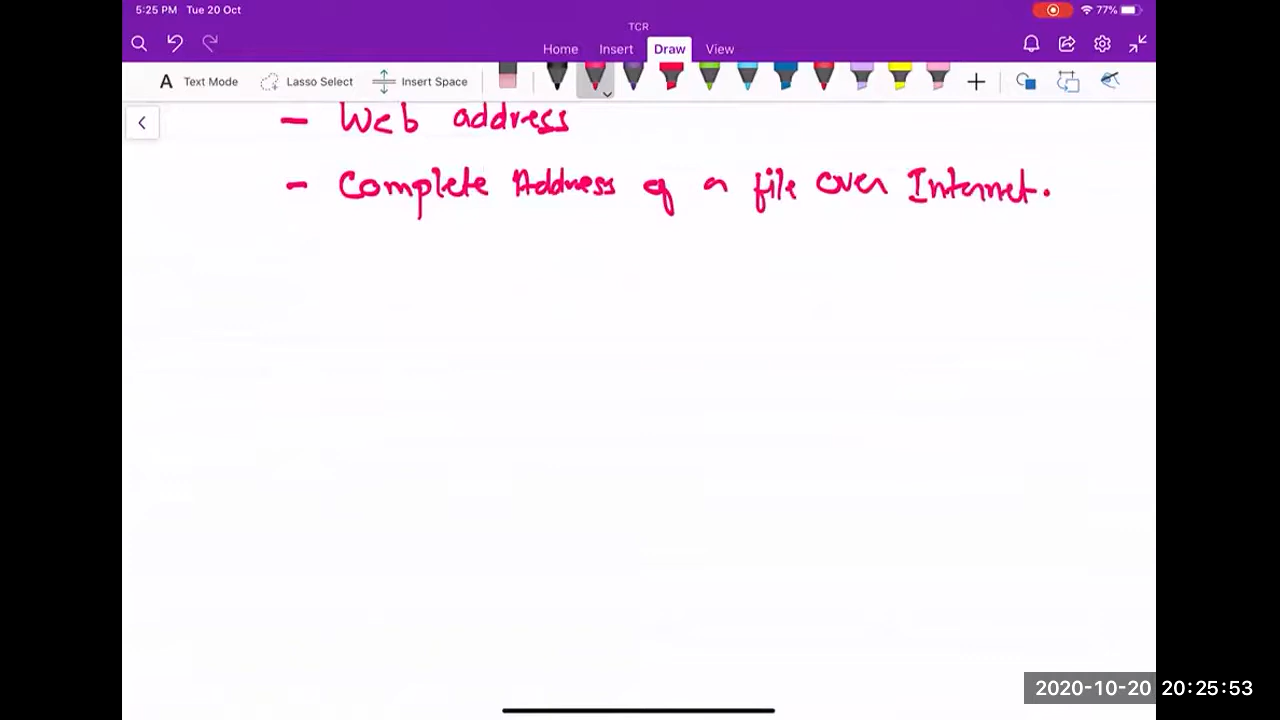 5:25 PM Tue 20 Oct
77%
TCR
Home Insert Draw View
A Text Mode Lasso Select Insert Space
- Web address
- Complete Address of a file over Internet.
2020-10-20 20:25:53